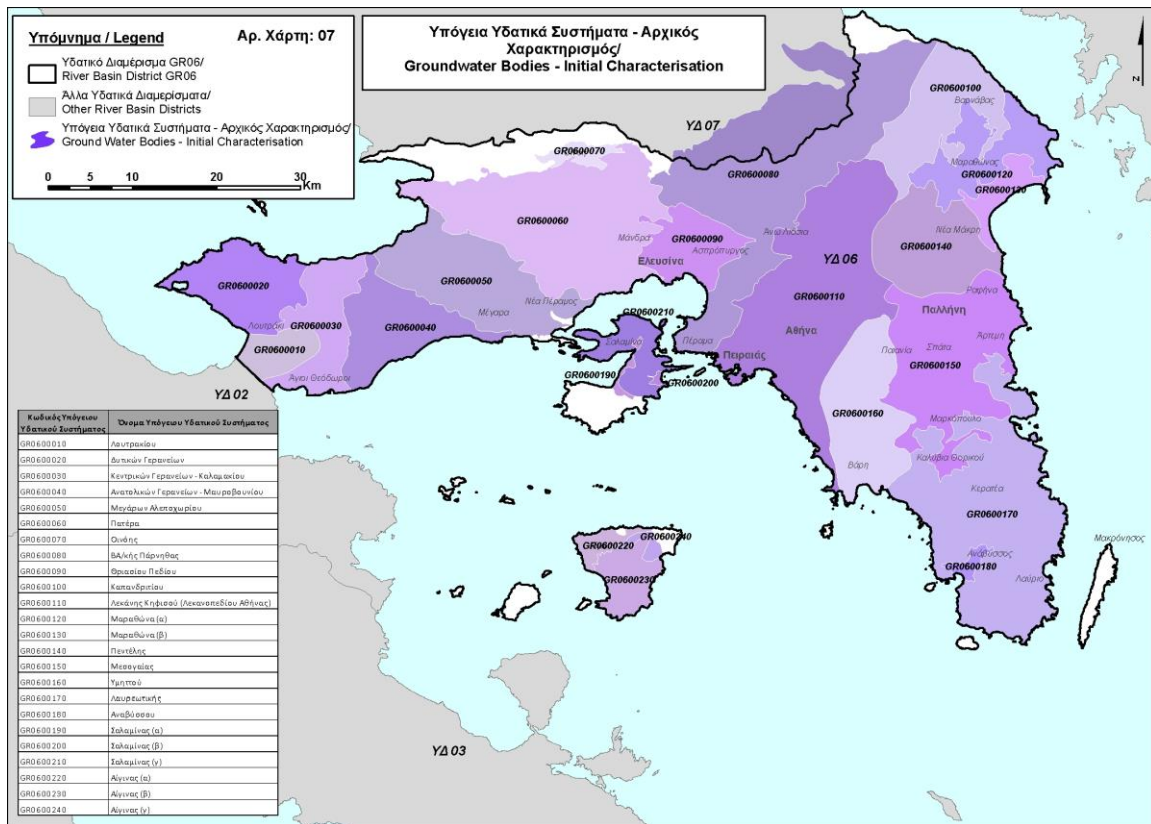 Υπόμνημα / Legend
Αρ. Χάρτη: 07
Υδατικό Διαμέρισμα GR06/
River Basin District GR06
Άλλα Υδατικά Διαμερίσματα/
Other River Basin Districts
Υπόγεια Υδατικά Συστήματα - Αρχικός Χαρακτηρισμός/
Ground Water Bodies - Initial Characterisation
0 5 10 20 30
Km
Υπόγεια Υδατικά Συστήματα - Αρχικός
Χαρακτηρισμός/
Groundwater Bodies - Initial Characterisation
N
ΥΔ 07
GR0600100
Βαρνάβας
GR0600070
GR0600080
Μαραθώνας
GR0600120
GR0600130
GR0600060
Μάνδρα
GR0600090
Ασπρόπυργος
Άνω Λιόσια
Νέα Μάκρη
GR0600140
Ελευσίνα
ΥΔ 06
GR0600020
GR0600050
Νέα Πέραμος
Μέγαρα
GR0600110
Ραφήνα
Παλλήνη
Λουτράκι
GR0600030
GR0600040
GR0600210
Σαλαμίνα
Πέραμα
Αθήνα
Άρτεμη
GR0600010
Πειραιάς
Παιανία
Σπάτα
GR0600150
Άγιοι Θεόδωροι
GR0600190
GR0600200
ΥΔ 02
GR0600160
Μαρκόπουλο
Καλύβια Θορικού
Βάρη
Κερατέα
GR0600170
GR0600240
GR0600220
GR0600230
Ανάβυσσος
GR0600180
Λαύριο
Μακρόνησος
ΥΔ 03
Κωδικός Υπόγειου Υδατικού Συστήματος Όνομα Υπόγειου Υδατικού Συστήματος
GR0600010 Λουτρακίου
GR0600020 Δυτικών Γερανείων
GR0600030 Κεντρικών Γερανείων - Καλαμακίου
GR0600040 Ανατολικών Γερανείων - Μαυροβουνίου
GR0600050 Μεγάρων Αλεποχωρίου
GR0600060 Πατέρα
GR0600070 Οινόης
GR0600080 ΒΑ/κής Πάρνηθας
GR0600090 Θριασίου Πεδίου
GR0600100 Καπανδριτίου
GR0600110 Λεκάνης Κηφισού (Λεκανοπεδίου Αθήνας)
GR0600120 Μαραθώνα (α)
GR0600130 Μαραθώνα (β)
GR0600140 Πεντέλης
GR0600150 Μεσογαίας
GR0600160 Υμηττού
GR0600170 Λαυρεωτικής
GR0600180 Αναβύσσου
GR0600190 Σαλαμίνας (α)
GR0600200 Σαλαμίνας (β)
GR0600210 Σαλαμίνας (γ)
GR0600220 Αίγινας (α)
GR0600230 Αίγινας (β)
GR0600240 Αίγινας (γ)